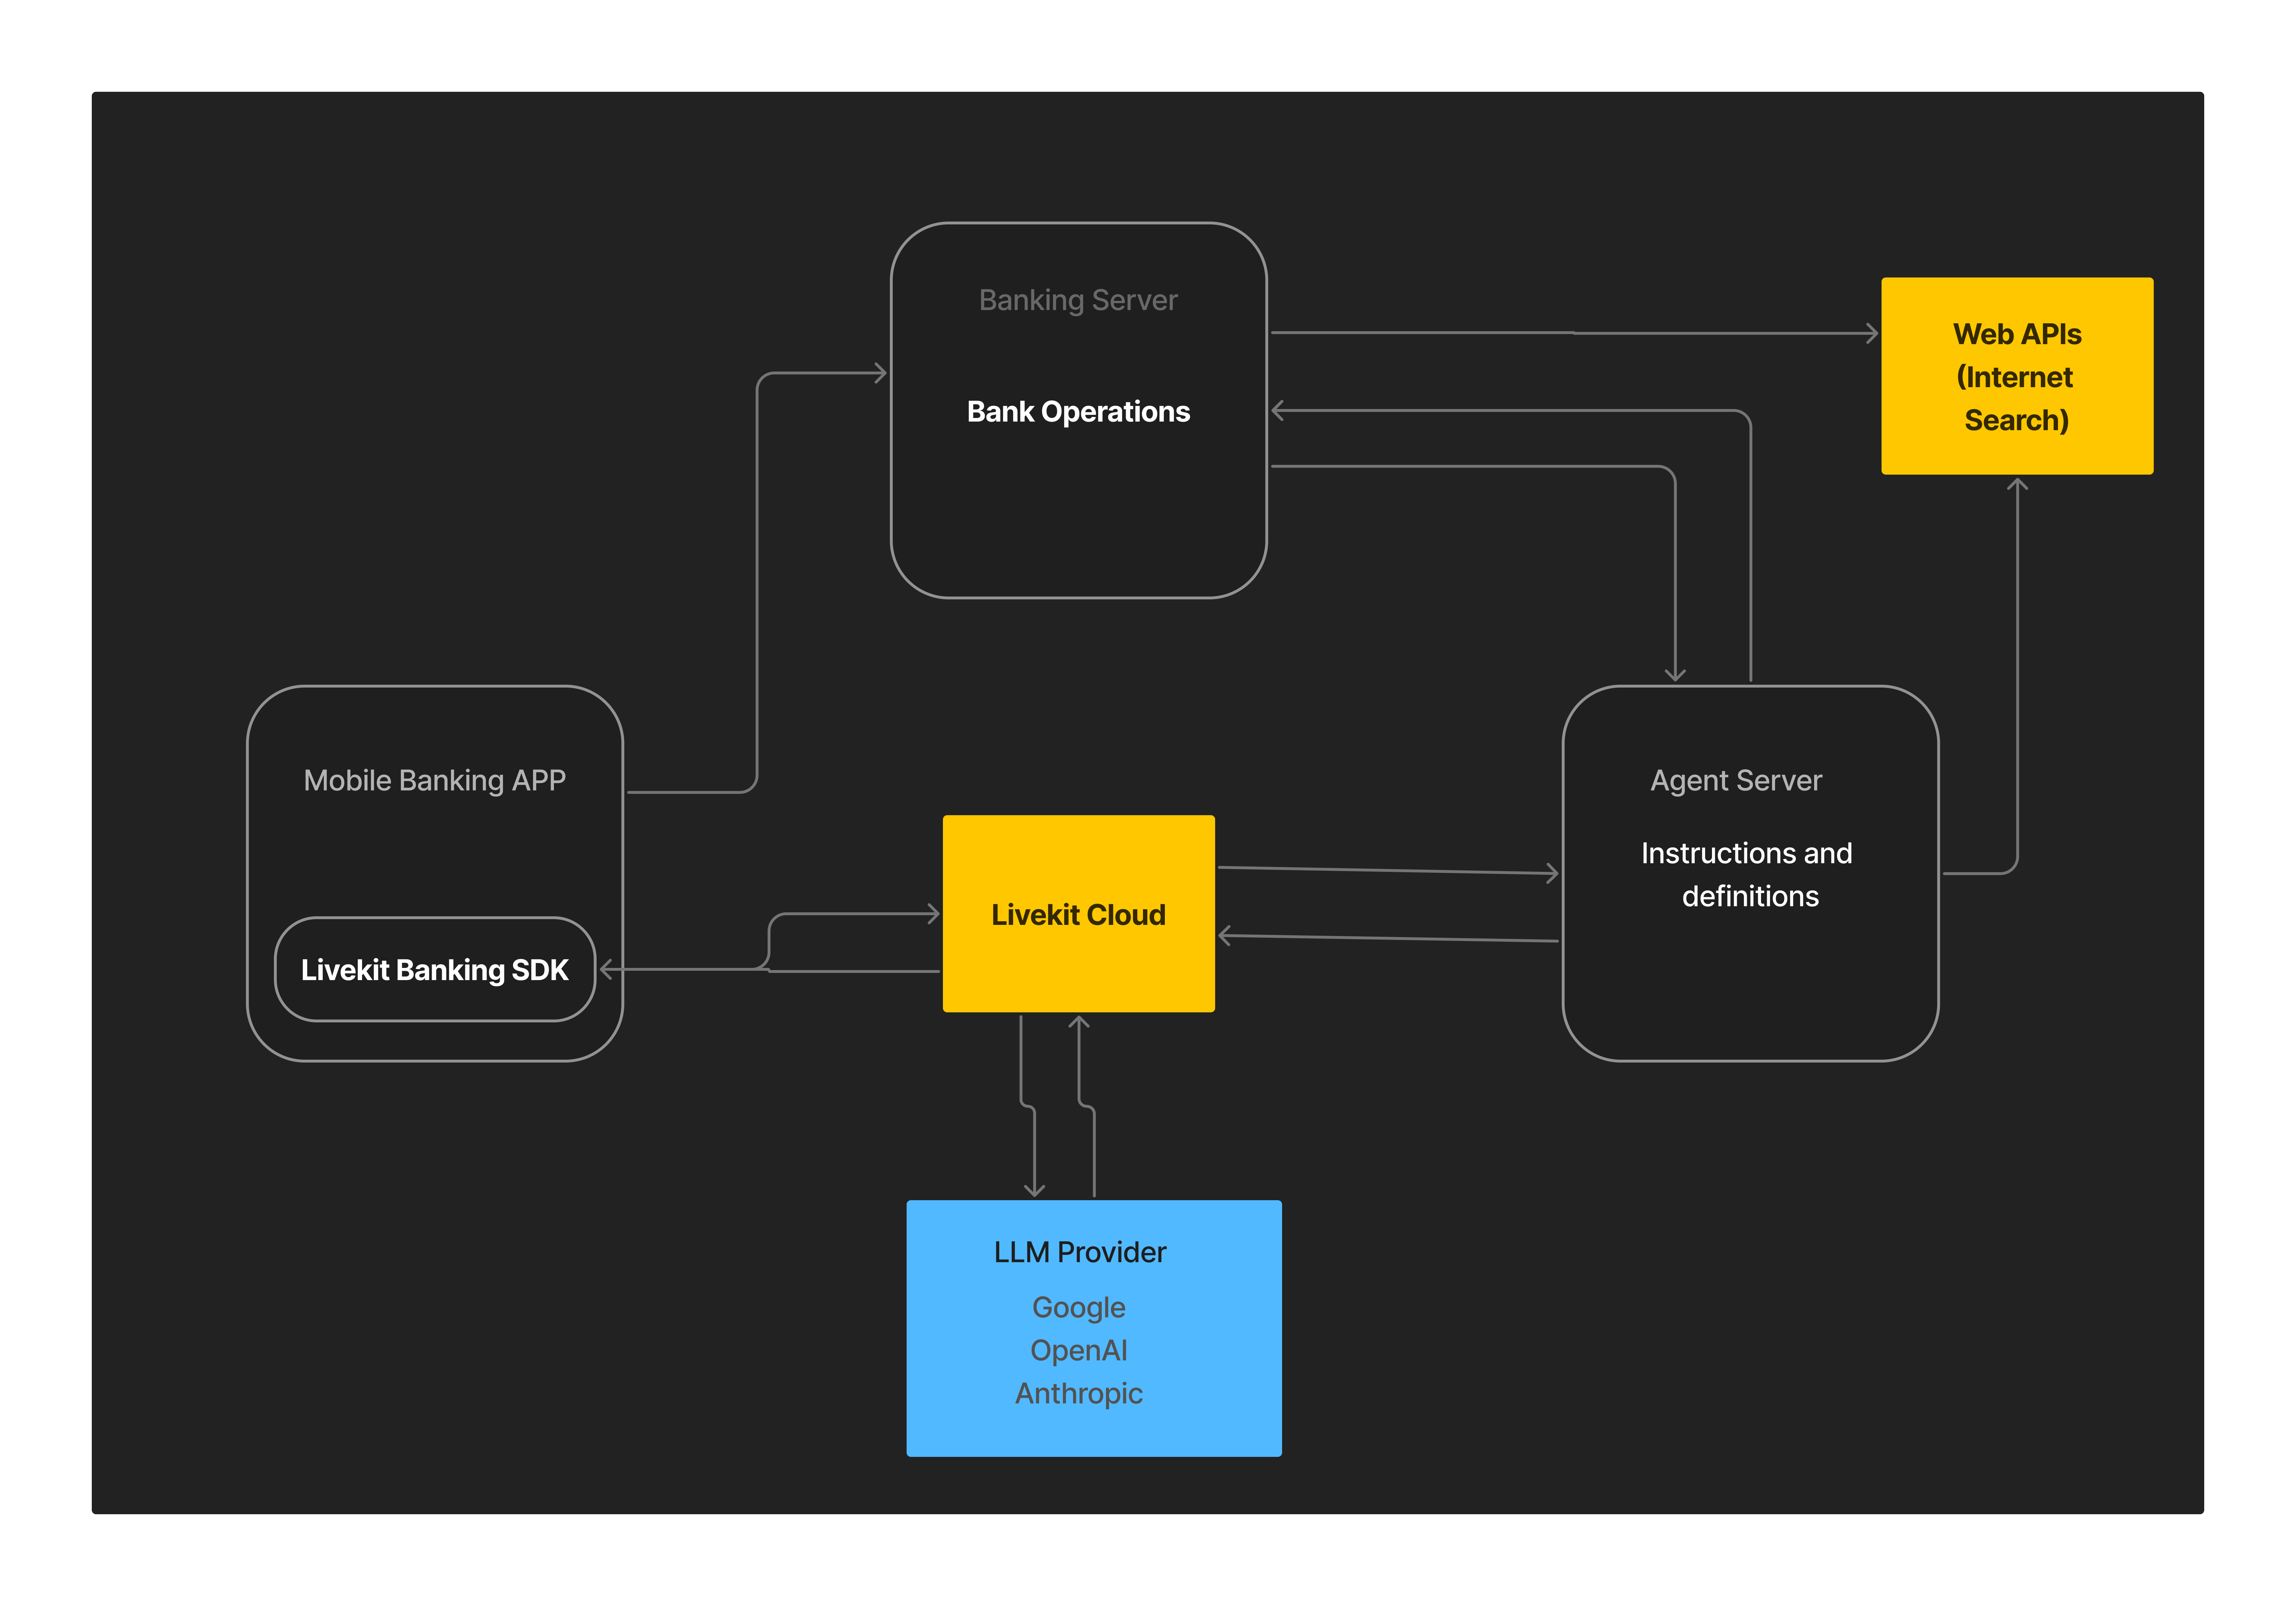 Banking Server
Bank Operations
Web APIs
(Internet
Search)
Mobile Banking APP
Livekit Banking SDK
Livekit Cloud
Agent Server
Instructions and
definitions
LLM Provider
Google
OpenAI
Anthropic